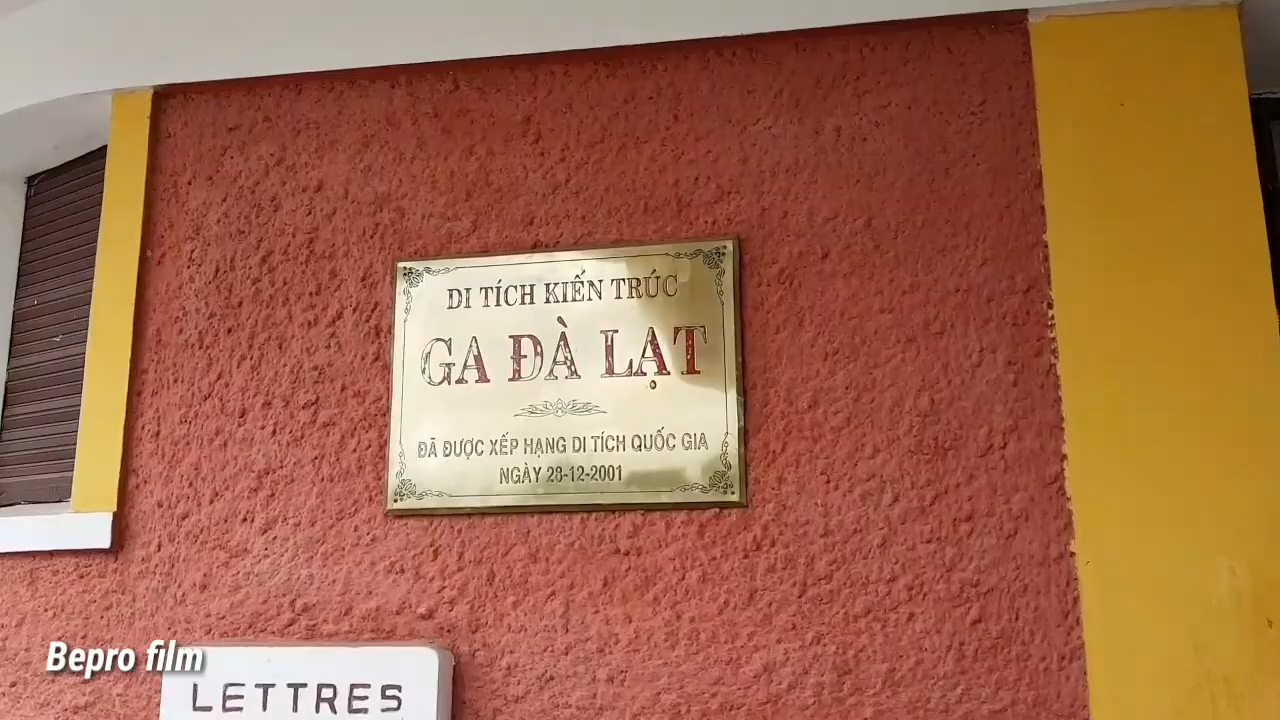 DI TÍCH KIẾN TRÚC
GA ĐÀ LẠT
ĐÃ ĐƯỢC XẾP HẠNG DI TÍCH QUỐC GIA
NGÀY 28-12-2001
Bepro film
LETTRES